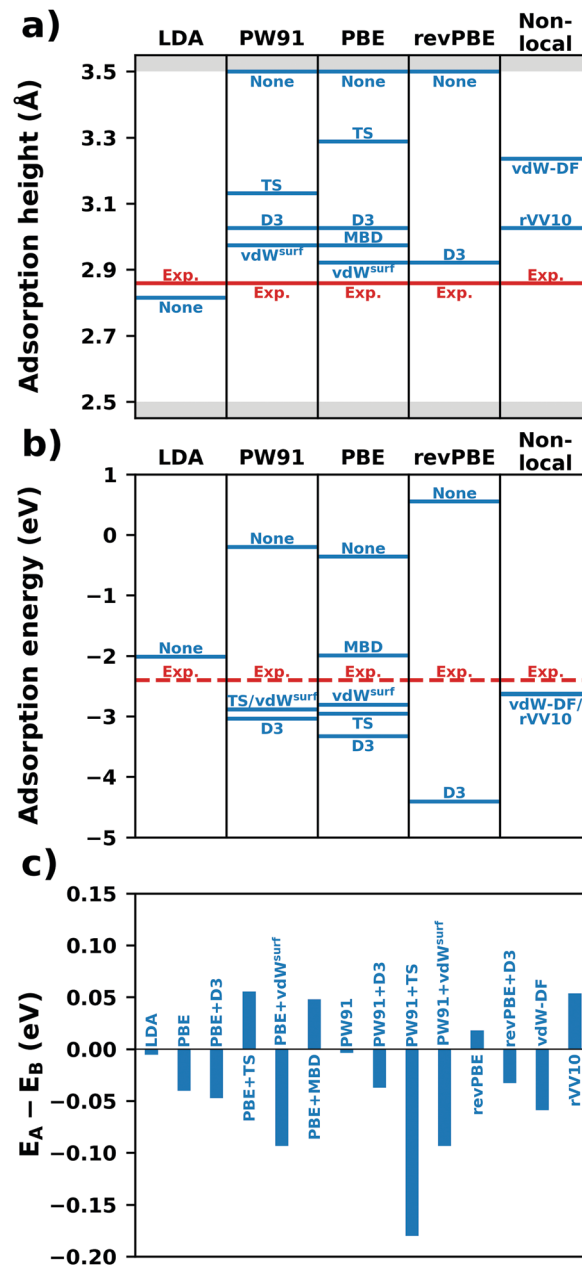 a)
LDA PW91 PBE revPBE Non-
local
Adsorption height (Å)
3.5
3.3
3.1
2.9
2.7
2.5
None None None
TS
vdW-DF
TS
D3 D3 rVV10
MBD
vdWsurf
D3
vdWsurf
Exp. Exp.
Exp. Exp. Exp.
None
b)
LDA PW91 PBE revPBE Non-
local
Adsorption energy (eV)
1
0
−1
−2
−3
−4
−5
None
None
None
None MBD
Exp. Exp. Exp. Exp. Exp.
TS/vdWsurf vdWsurf
vdW-DF/
rVV10
D3 TS
D3
D3
c)
EA − EB (eV)
0.15
0.10
0.05
0.00
−0.05
−0.10
−0.15
−0.20
LDA
PBE
PBE+D3
PBE+TS
PBE+vdWsurf
PBE+MBD
PW91
PW91+D3
PW91+TS
PW91+vdWsurf
revPBE
revPBE+D3
vdW-DF
rVV10